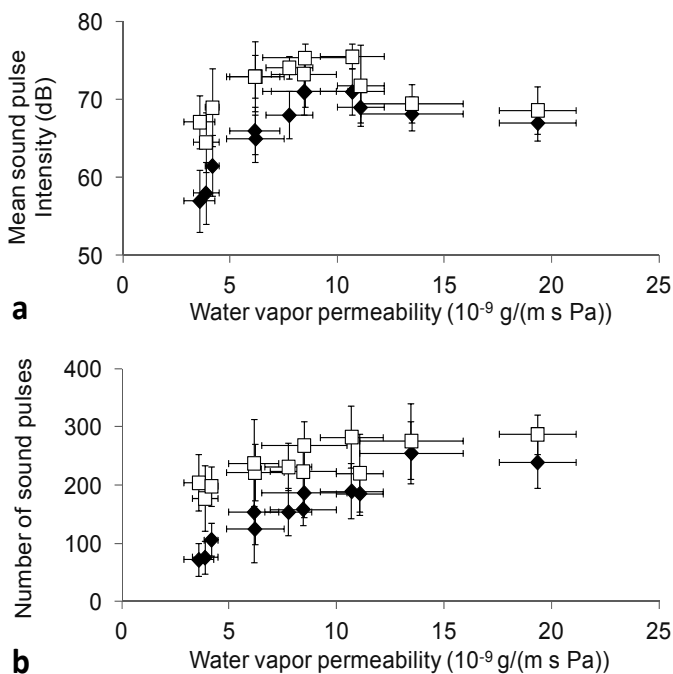 80
70
60
50
Mean sound pulse
Intensity (dB)
0 5 10 15 20 25
a
Water vapor permeability (10⁻⁹ g/(m s Pa))
400
300
200
100
0
Number of sound pulses
0 5 10 15 20 25
b
Water vapor permeability (10⁻⁹ g/(m s Pa))